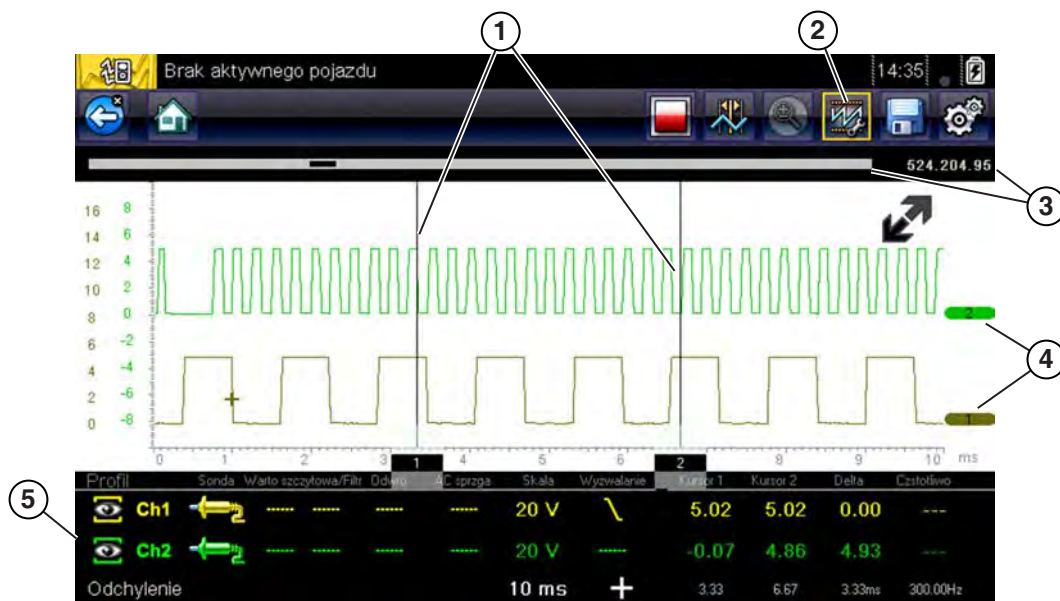 1 2
Brak aktywnego pojazdu 14:35
524.204.95
3
16 8
14 6
12 4
10 2
8 0
6 -2
4 -4
2 -6
0 -8
2
1
4
0 1 2 3 4 5 6 7 8 9 10 ms
1 2
Profil Sonda Warto szczytowa/Filtr Odwro AC sprzga Skala Wyzwalanie Kursor 1 Kursor 2 Delta Czstotliwo
5
Ch1 ------ ------ ------ ------ 20 V 5.02 5.02 0.00 ---
Ch2 ------ ------ ------ ------ 20 V ------ -0.07 4.86 4.93 ---
Odchylenie 10 ms 3.33 6.67 3.33ms 300.00Hz